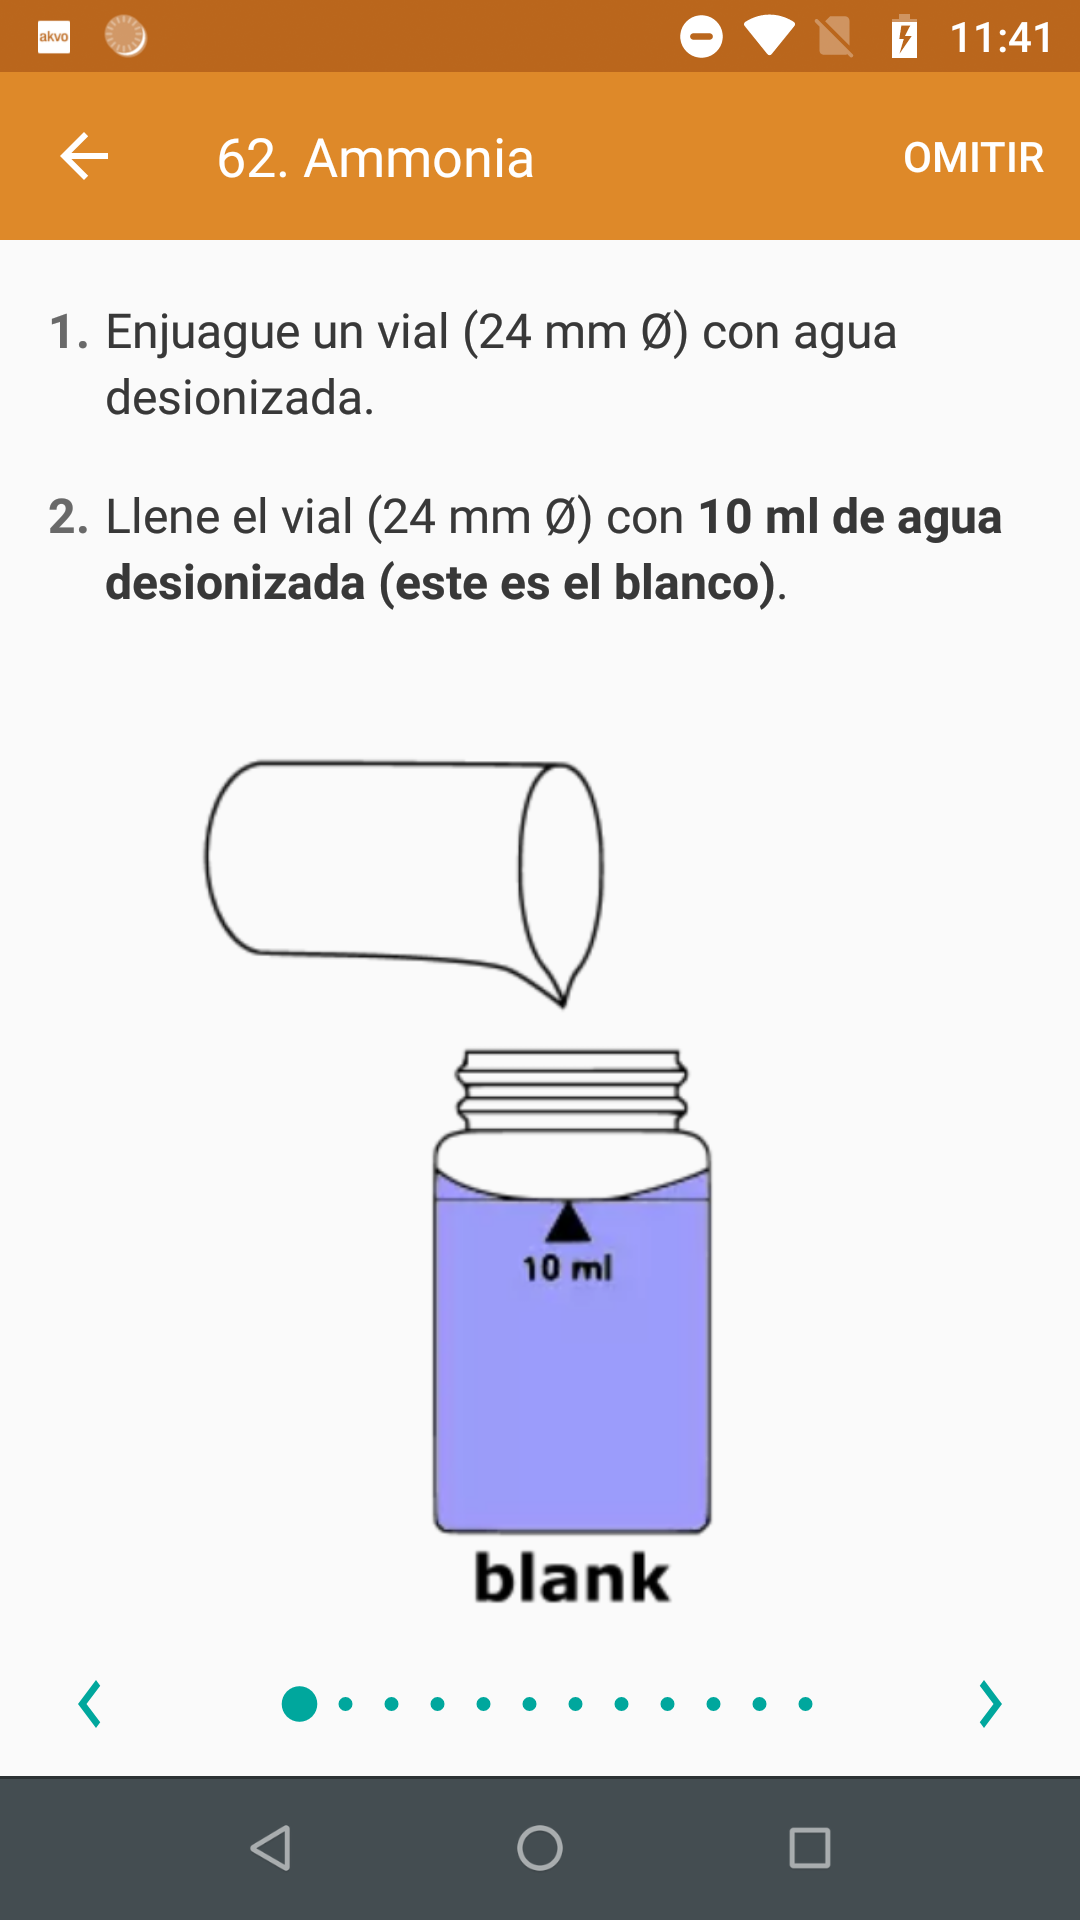 akvo
11:41
62. Ammonia
OMITIR
1. Enjuague un vial (24 mm Ø) con agua
desionizada.
2. Llene el vial (24 mm Ø) con 10 ml de agua
desionizada (este es el blanco).
10 ml
blank